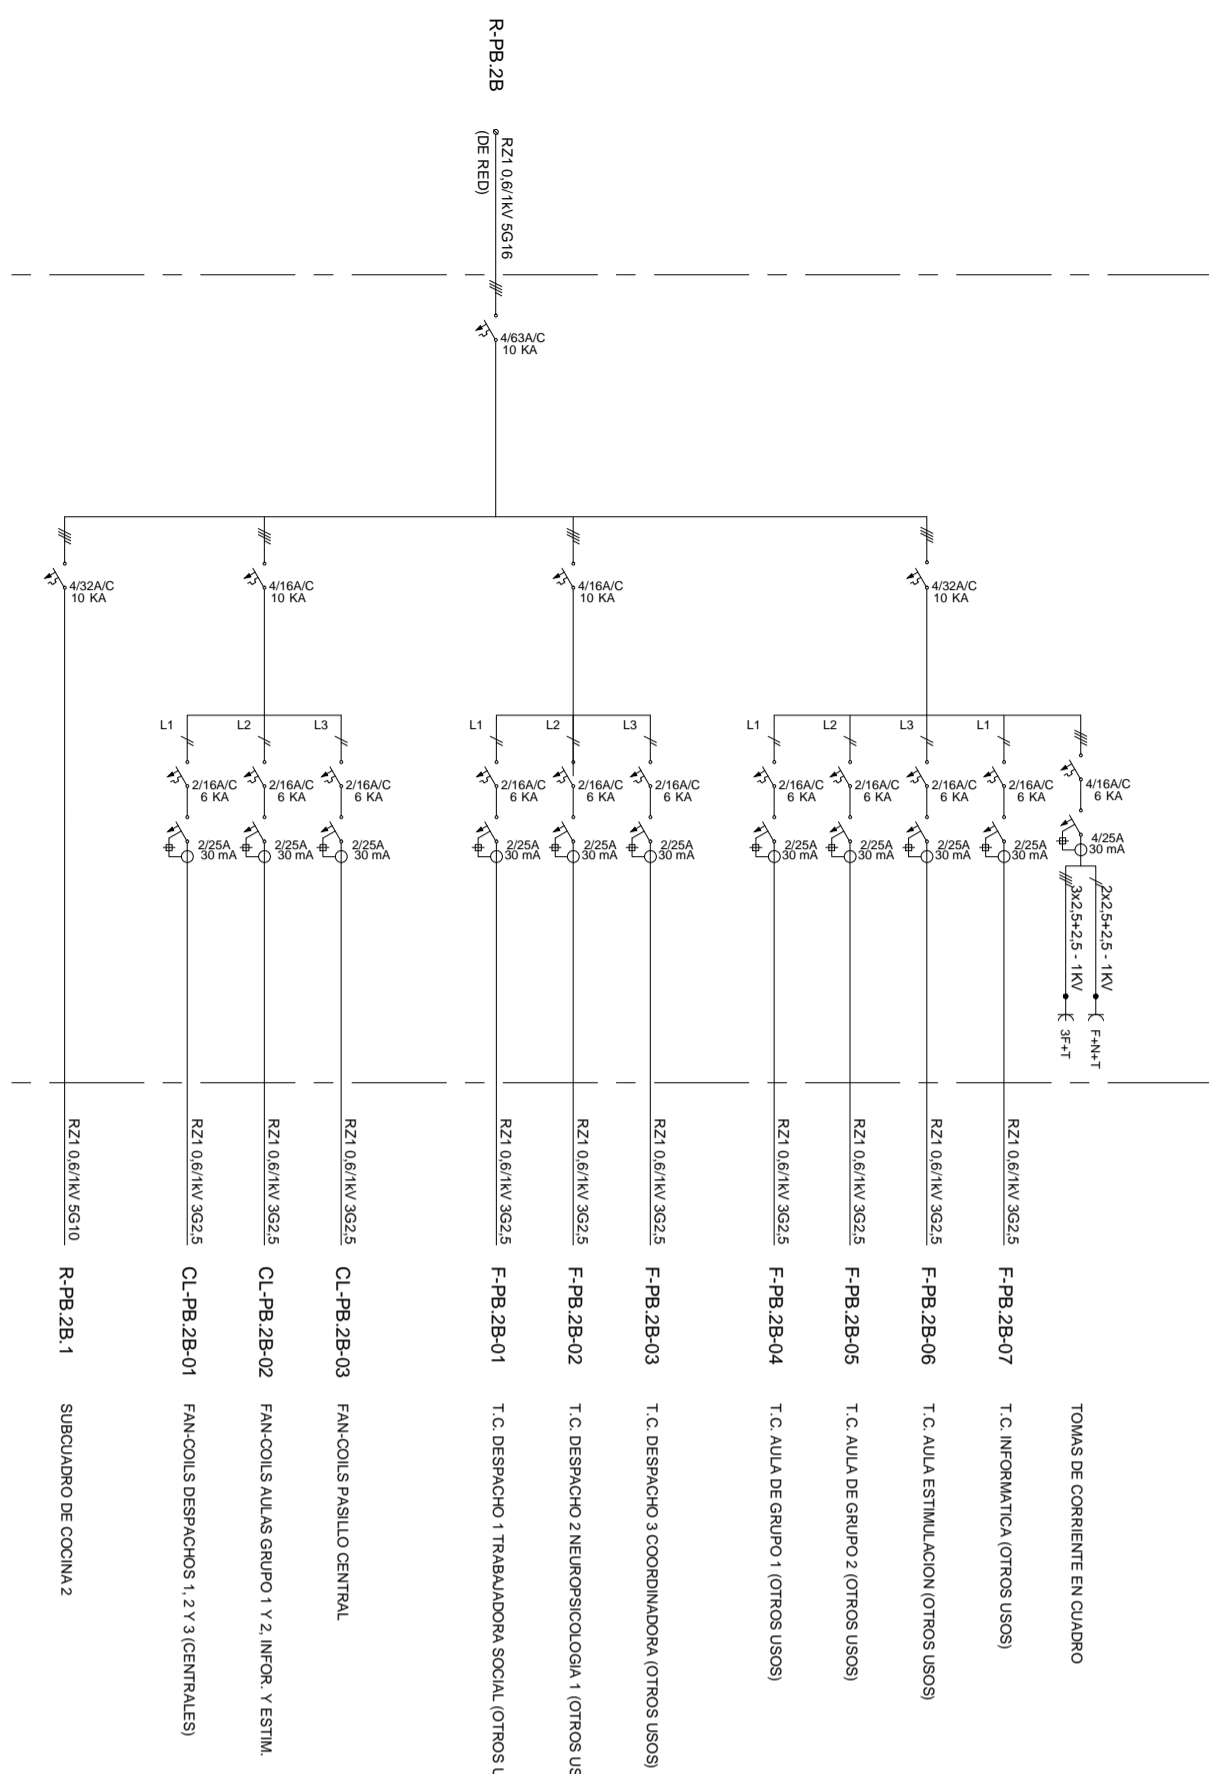 R-PB.2B
RZ1 0,6/1kV 5G16
(DE RED)
4/63A/C
10 KA
4/32A/C
10 KA
4/16A/C
10 KA
4/16A/C
10 KA
4/32A/C
10 KA
L1
L2
L3
L1
L2
L3
L1
L2
L3
L1
2/16A/C
6 KA
2/16A/C
6 KA
2/16A/C
6 KA
2/16A/C
6 KA
2/16A/C
6 KA
2/16A/C
6 KA
2/16A/C
6 KA
2/16A/C
6 KA
2/16A/C
6 KA
2/16A/C
6 KA
4/16A/C
6 KA
2/25A
30 mA
2/25A
30 mA
2/25A
30 mA
2/25A
30 mA
2/25A
30 mA
2/25A
30 mA
2/25A
30 mA
2/25A
30 mA
2/25A
30 mA
2/25A
30 mA
4/25A
30 mA
2x2,5+2,5 - 1KV
3x2,5+2,5 - 1KV
F+N+T
3F+T
RZ1 0,6/1kV 5G10
RZ1 0,6/1kV 3G2,5
RZ1 0,6/1kV 3G2,5
RZ1 0,6/1kV 3G2,5
RZ1 0,6/1kV 3G2,5
RZ1 0,6/1kV 3G2,5
RZ1 0,6/1kV 3G2,5
RZ1 0,6/1kV 3G2,5
RZ1 0,6/1kV 3G2,5
RZ1 0,6/1kV 3G2,5
RZ1 0,6/1kV 3G2,5
R-PB.2B.1 SUBCUADRO DE COCINA 2
CL-PB.2B-01 FAN-COILS DESPACHOS 1, 2 Y 3 (CENTRALES)
CL-PB.2B-02 FAN-COILS AULAS GRUPO 1 Y 2, INFOR. Y ESTIM.
CL-PB.2B-03 FAN-COILS PASILLO CENTRAL
F-PB.2B-01 T.C. DESPACHO 1 TRABAJADORA SOCIAL (OTROS U
F-PB.2B-02 T.C. DESPACHO 2 NEUROPSICOLOGIA 1 (OTROS US
F-PB.2B-03 T.C. DESPACHO 3 COORDINADORA (OTROS USOS)
F-PB.2B-04 T.C. AULA DE GRUPO 1 (OTROS USOS)
F-PB.2B-05 T.C. AULA DE GRUPO 2 (OTROS USOS)
F-PB.2B-06 T.C. AULA ESTIMULACION (OTROS USOS)
F-PB.2B-07 T.C. INFORMATICA (OTROS USOS)
TOMAS DE CORRIENTE EN CUADRO